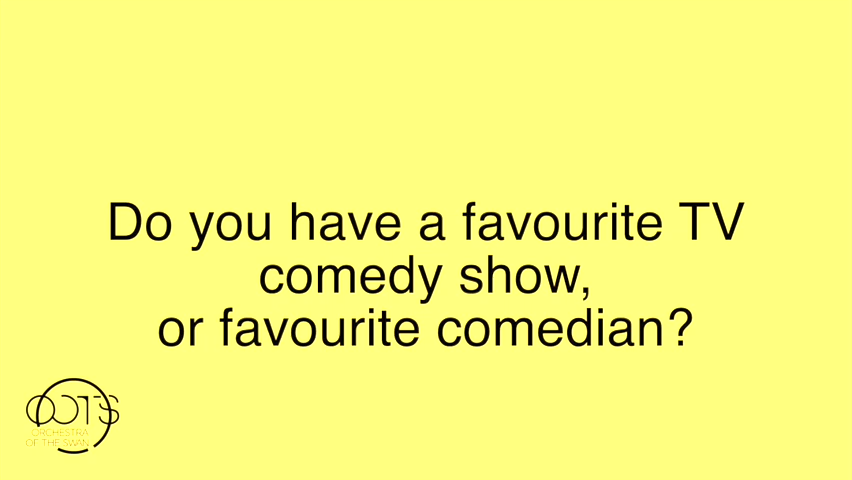 Do you have a favourite TV
comedy show,
or favourite comedian?
OOTS
ORCHESTRA
OF THE SWAN